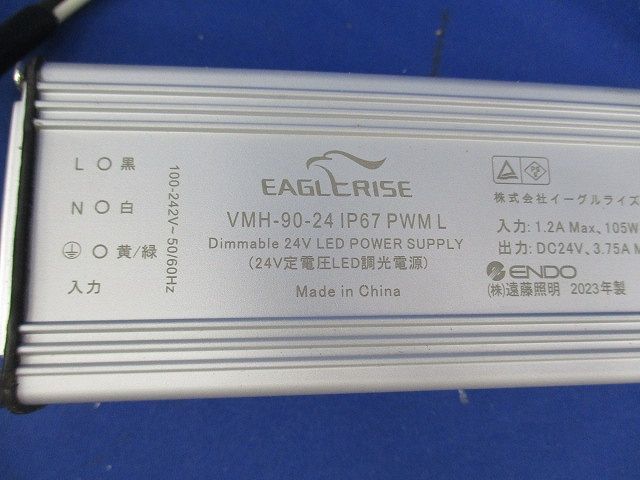 L 黒
N 白
黄/緑
入力
100-242V~ 50/60Hz
EAGLERISE
VMH-90-24 IP67 PWM L
Dimmable 24V LED POWER SUPPLY
(24V定電圧LED調光電源)
Made in China
株式会社イーグルライズ
入力: 1.2A Max, 105W
出力: DC24V、3.75A M
ENDO
(株)遠藤照明 2023年製